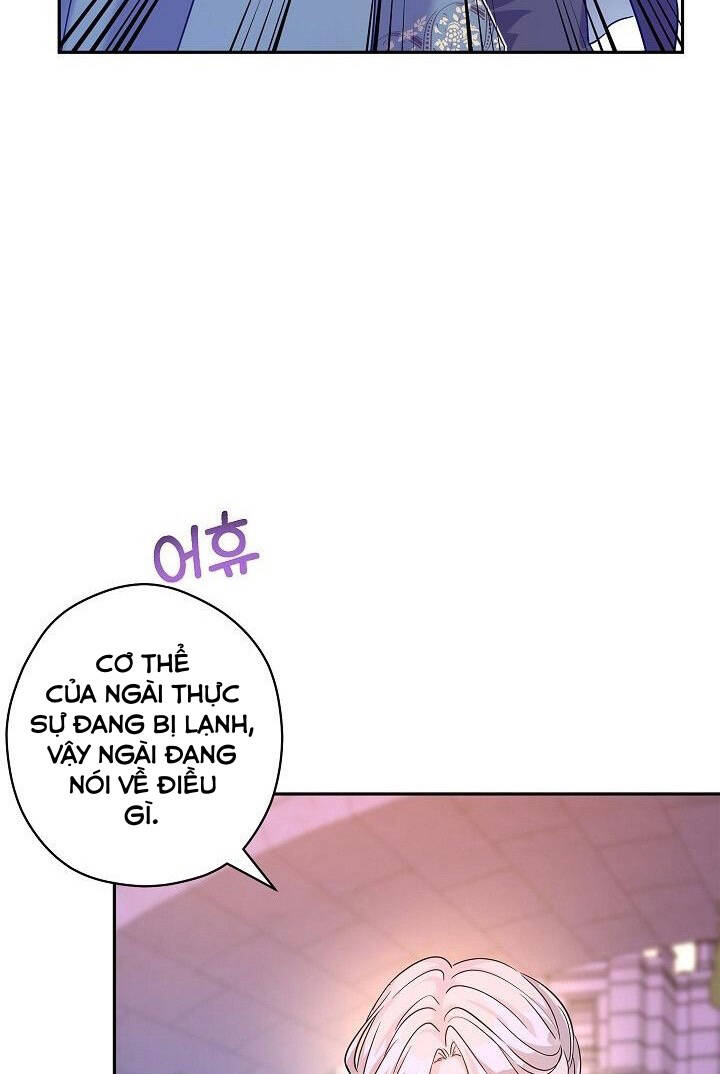 어휴
CƠ THỂ
CỦA NGÀI THỰC
SỰ ĐANG BỊ LẠNH,
VẬY NGÀI ĐANG
NÓI VỀ ĐIỀU
GÌ.